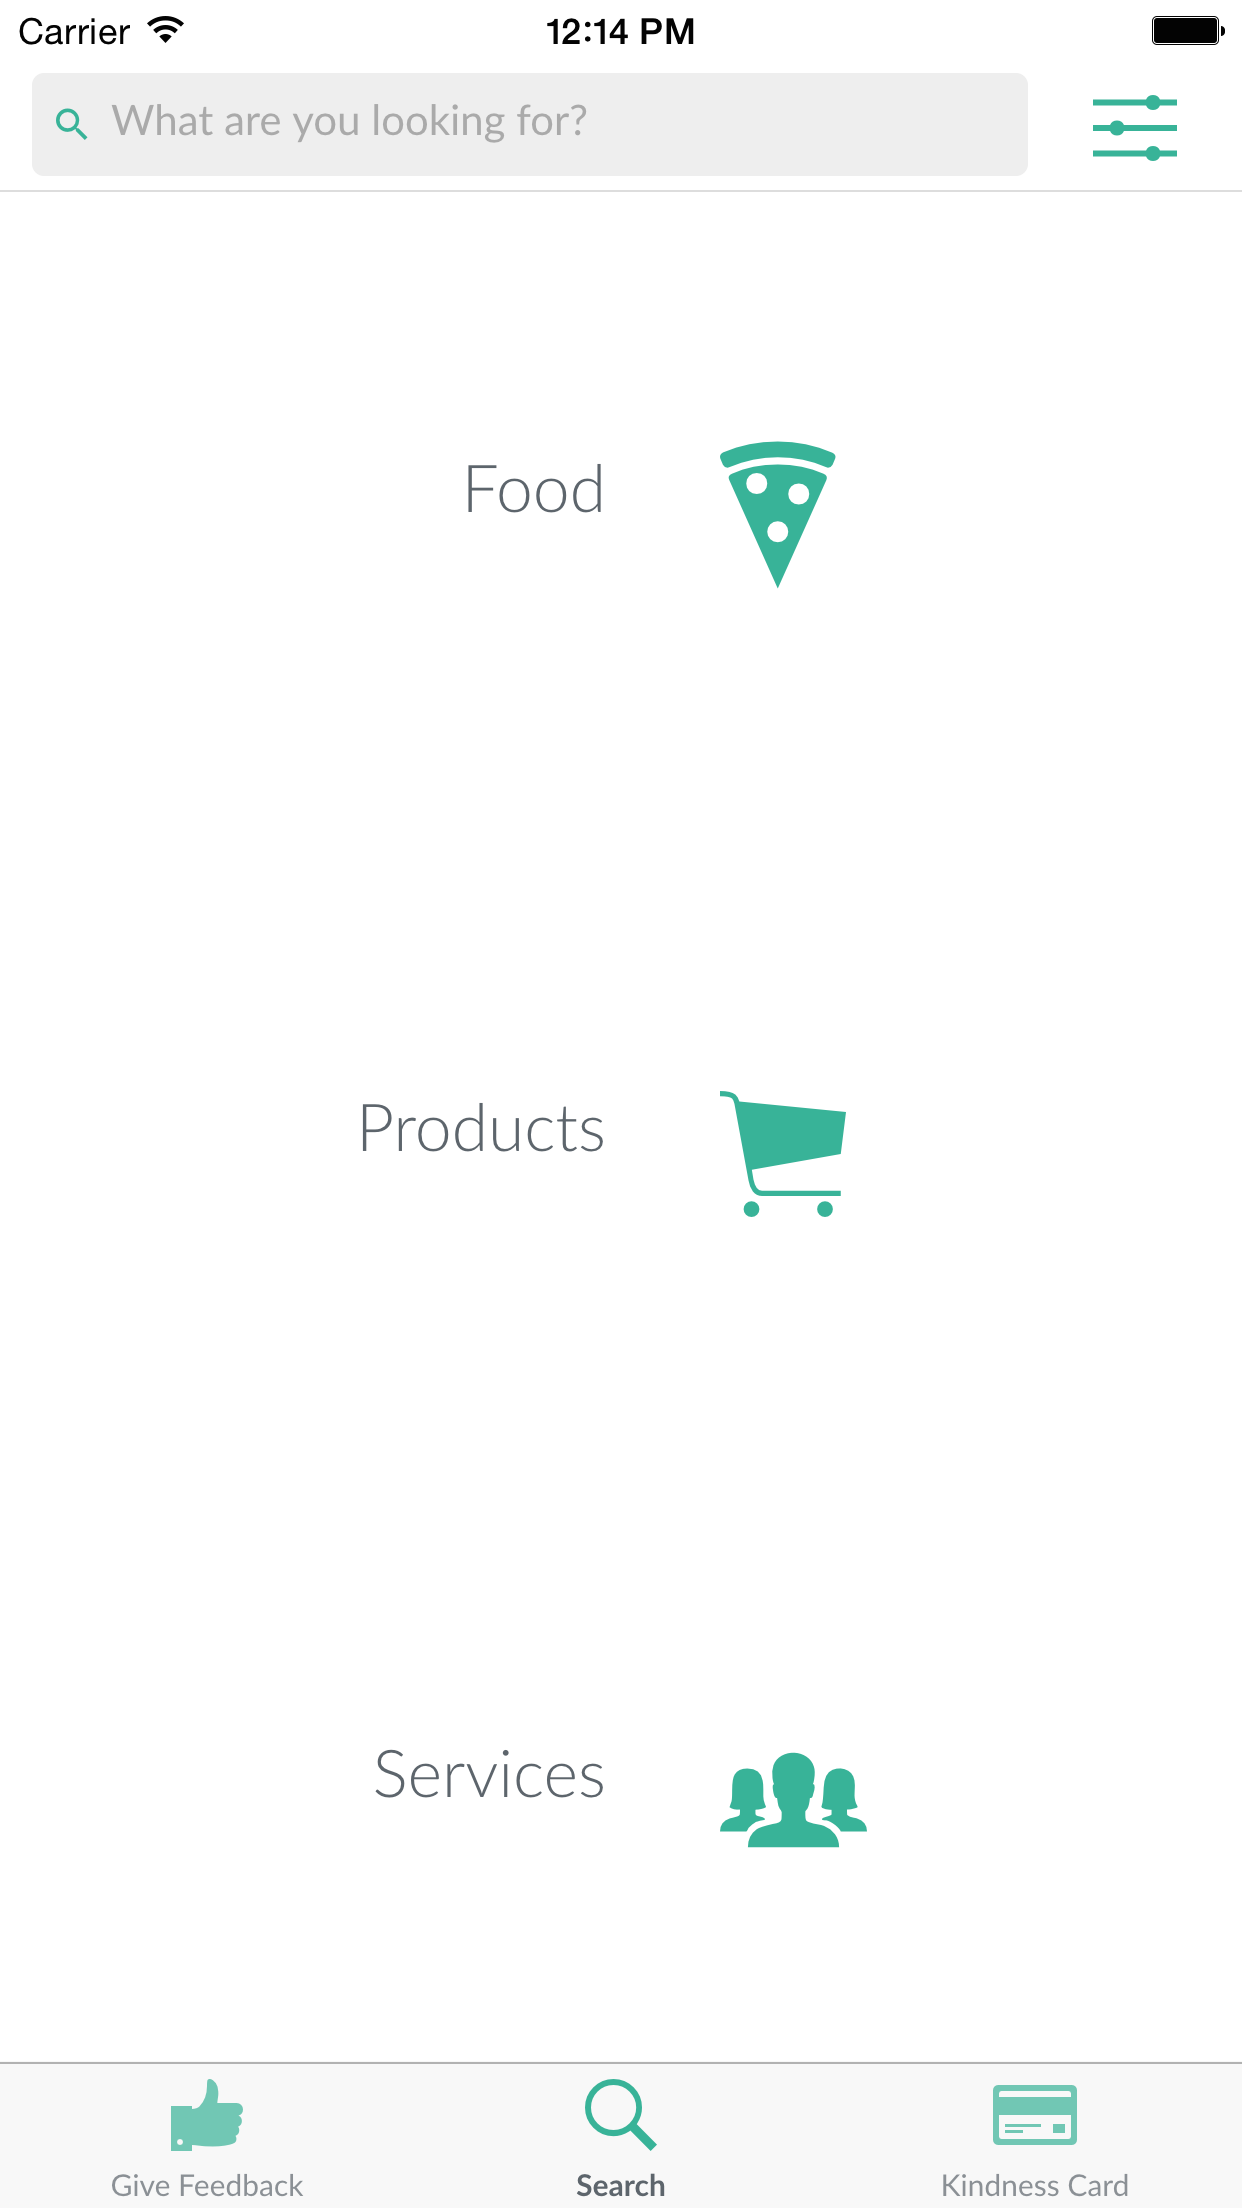 Carrier 12:14 PM
What are you looking for?
Food
Products
Services
Give Feedback Search Kindness Card